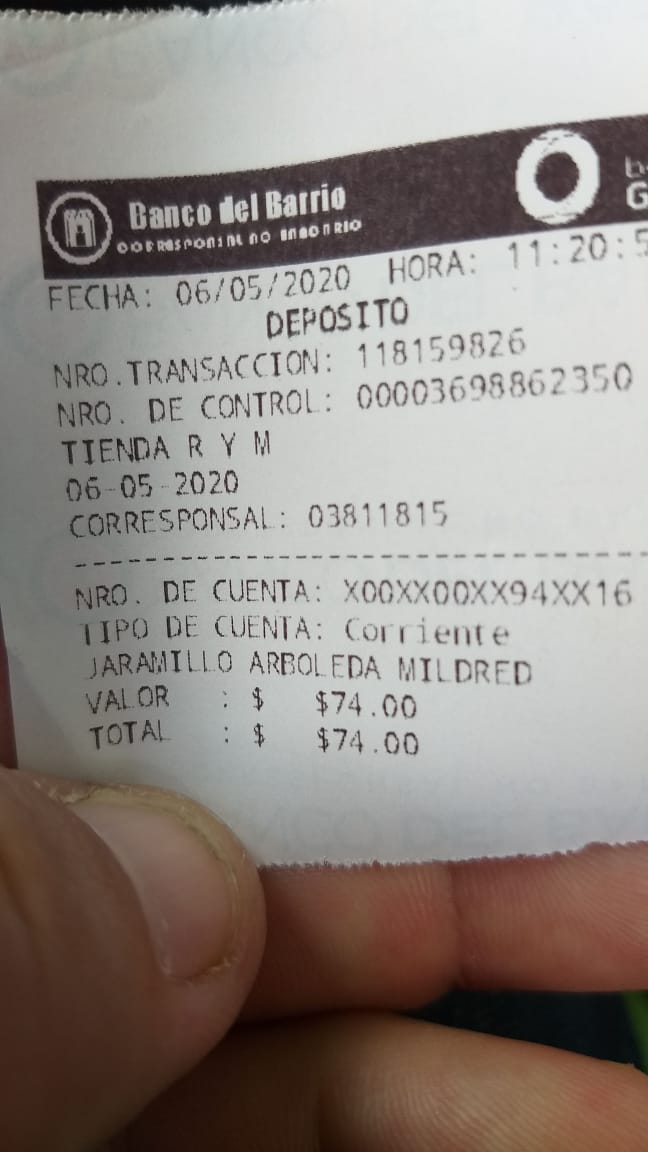 Banco del Barrio
CORRESPONSAL NO BANCARIO
FECHA: 06/05/2020 HORA: 11:20:5
DEPOSITO
NRO.TRANSACCION: 118159826
NRO. DE CONTROL: 00003698862350
TIENDA R Y M
06-05-2020
CORRESPONSAL: 03811815
NRO. DE CUENTA: X00XX00XX94XX16
TIPO DE CUENTA: Corriente
JARAMILLO ARBOLEDA MILDRED
VALOR : $ $74.00
TOTAL : $ $74.00